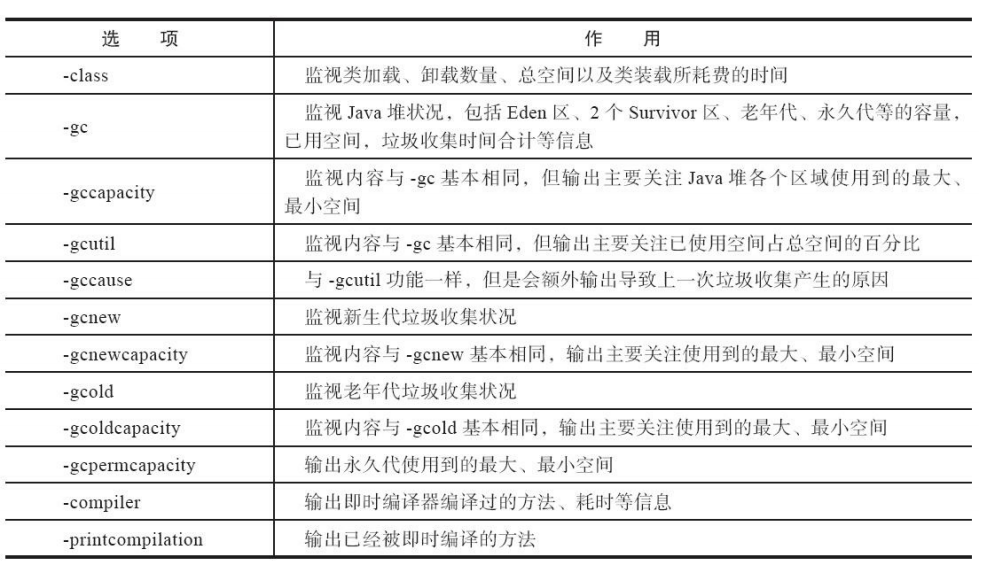 选 项 作 用
-class 监视类加载、卸载数量、总空间以及类装载所耗费的时间
-gc 监视 Java 堆状况，包括 Eden 区、2 个 Survivor 区、老年代、永久代等的容量，
已用空间，垃圾收集时间合计等信息
-gccapacity 监视内容与 -gc 基本相同，但输出主要关注 Java 堆各个区域使用到的最大、
最小空间
-gcutil 监视内容与 -gc 基本相同，但输出主要关注已使用空间占总空间的百分比
-gccause 与 -gcutil 功能一样，但是会额外输出导致上一次垃圾收集产生的原因
-gcnew 监视新生代垃圾收集状况
-gcnewcapacity 监视内容与 -gcnew 基本相同，输出主要关注使用到的最大、最小空间
-gcold 监视老年代垃圾收集状况
-gcoldcapacity 监视内容与 -gcold 基本相同，输出主要关注使用到的最大、最小空间
-gcpermcapacity 输出永久代使用到的最大、最小空间
-compiler 输出即时编译器编译过的方法、耗时等信息
-printcompilation 输出已经被即时编译的方法